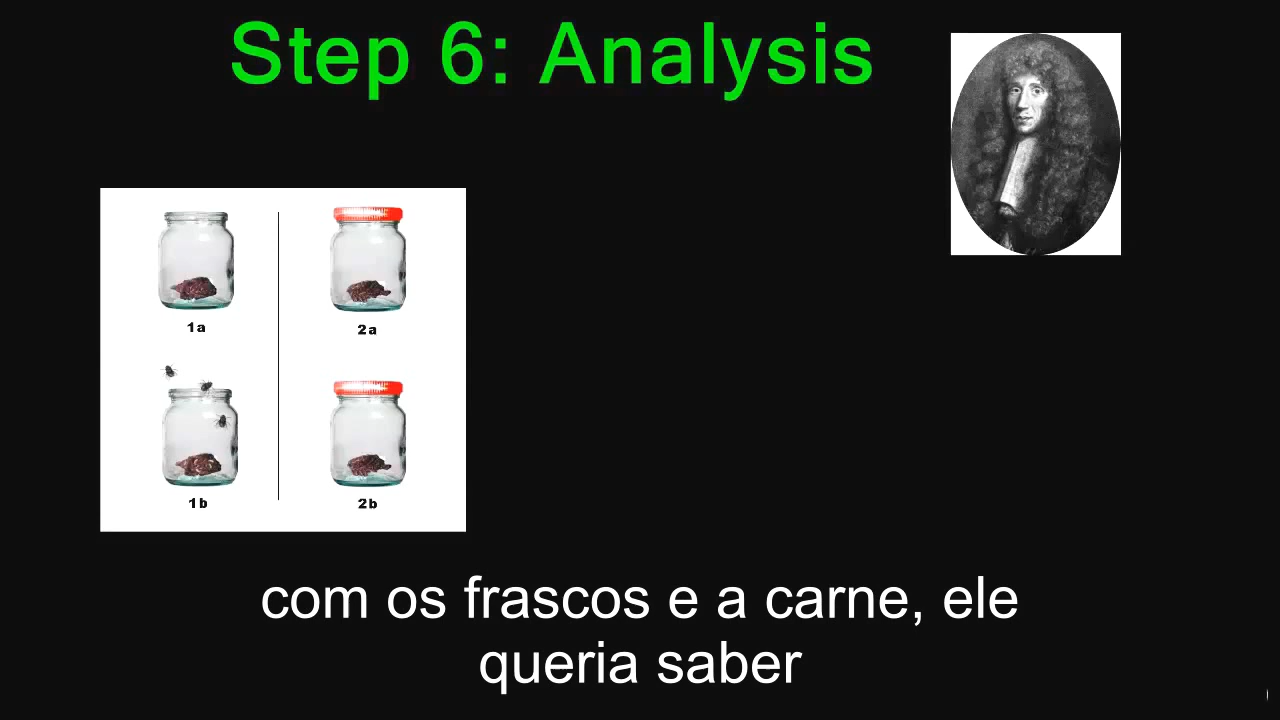 Step 6: Analysis
1a
2a
1b
2b
com os frascos e a carne, ele
queria saber